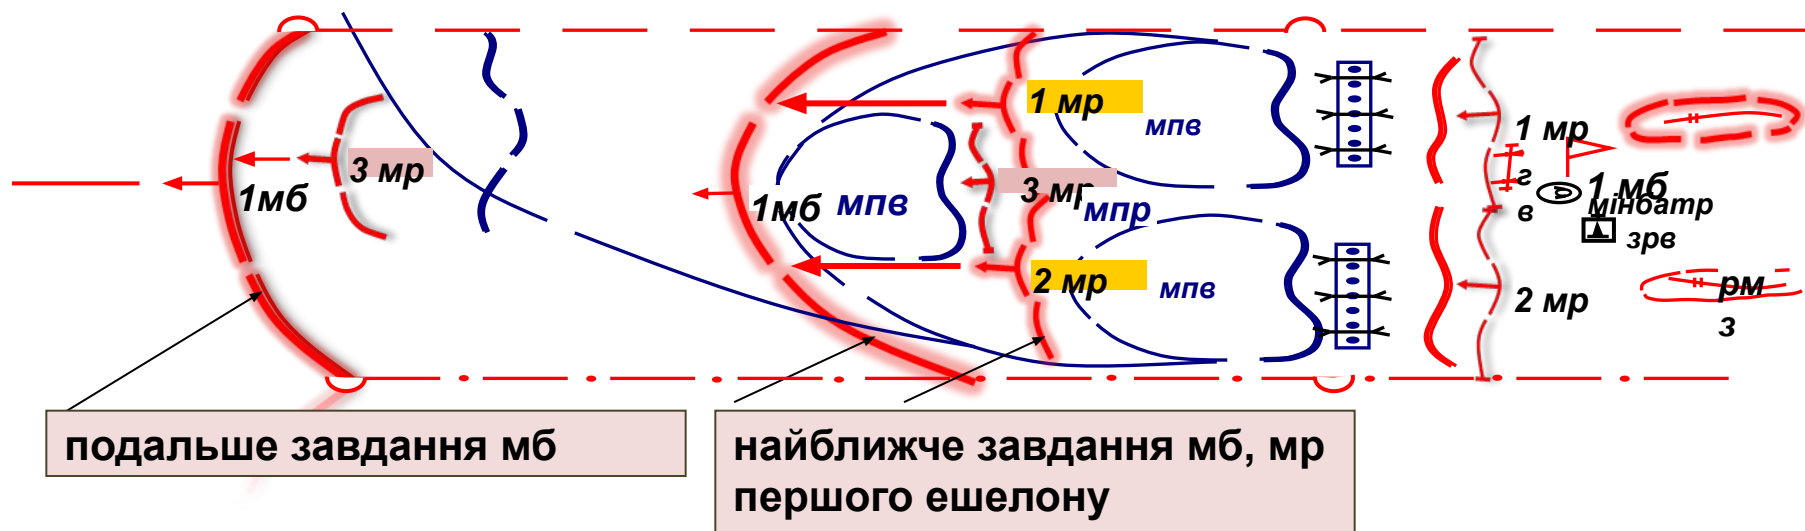 1 мр
мпв
1 мр
3 мр
г
в
1 мб
1мб
1мб
мпв
3 мр
мпр
мінбатр
зрв
2 мр
мпв
2 мр
рм
з
подальше завдання мб
найближче завдання мб, мр
першого ешелону